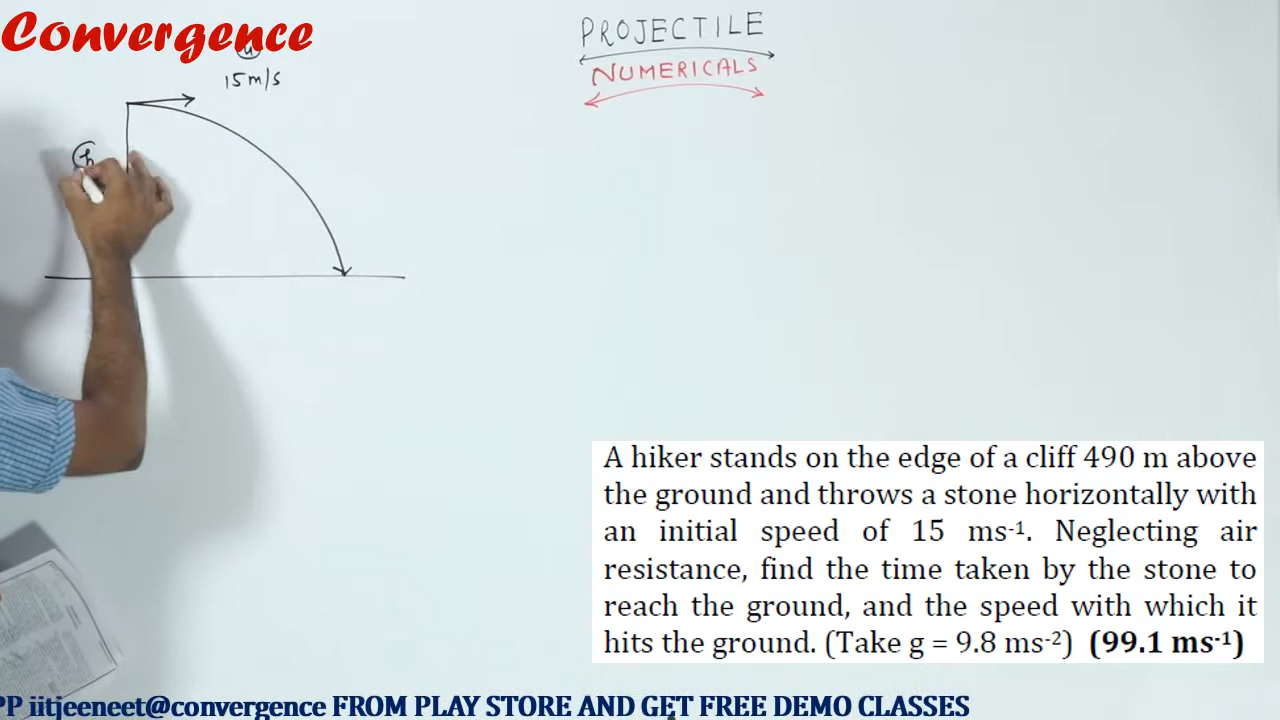 Convergence
PROJECTILE
NUMERICALS
u
15m/s
h
A hiker stands on the edge of a cliff 490 m above
the ground and throws a stone horizontally with
an initial speed of 15 ms-1. Neglecting air
resistance, find the time taken by the stone to
reach the ground, and the speed with which it
hits the ground. (Take g = 9.8 ms-2) (99.1 ms-1)
PP iitjeeneet@convergence FROM PLAY STORE AND GET FREE DEMO CLASSES